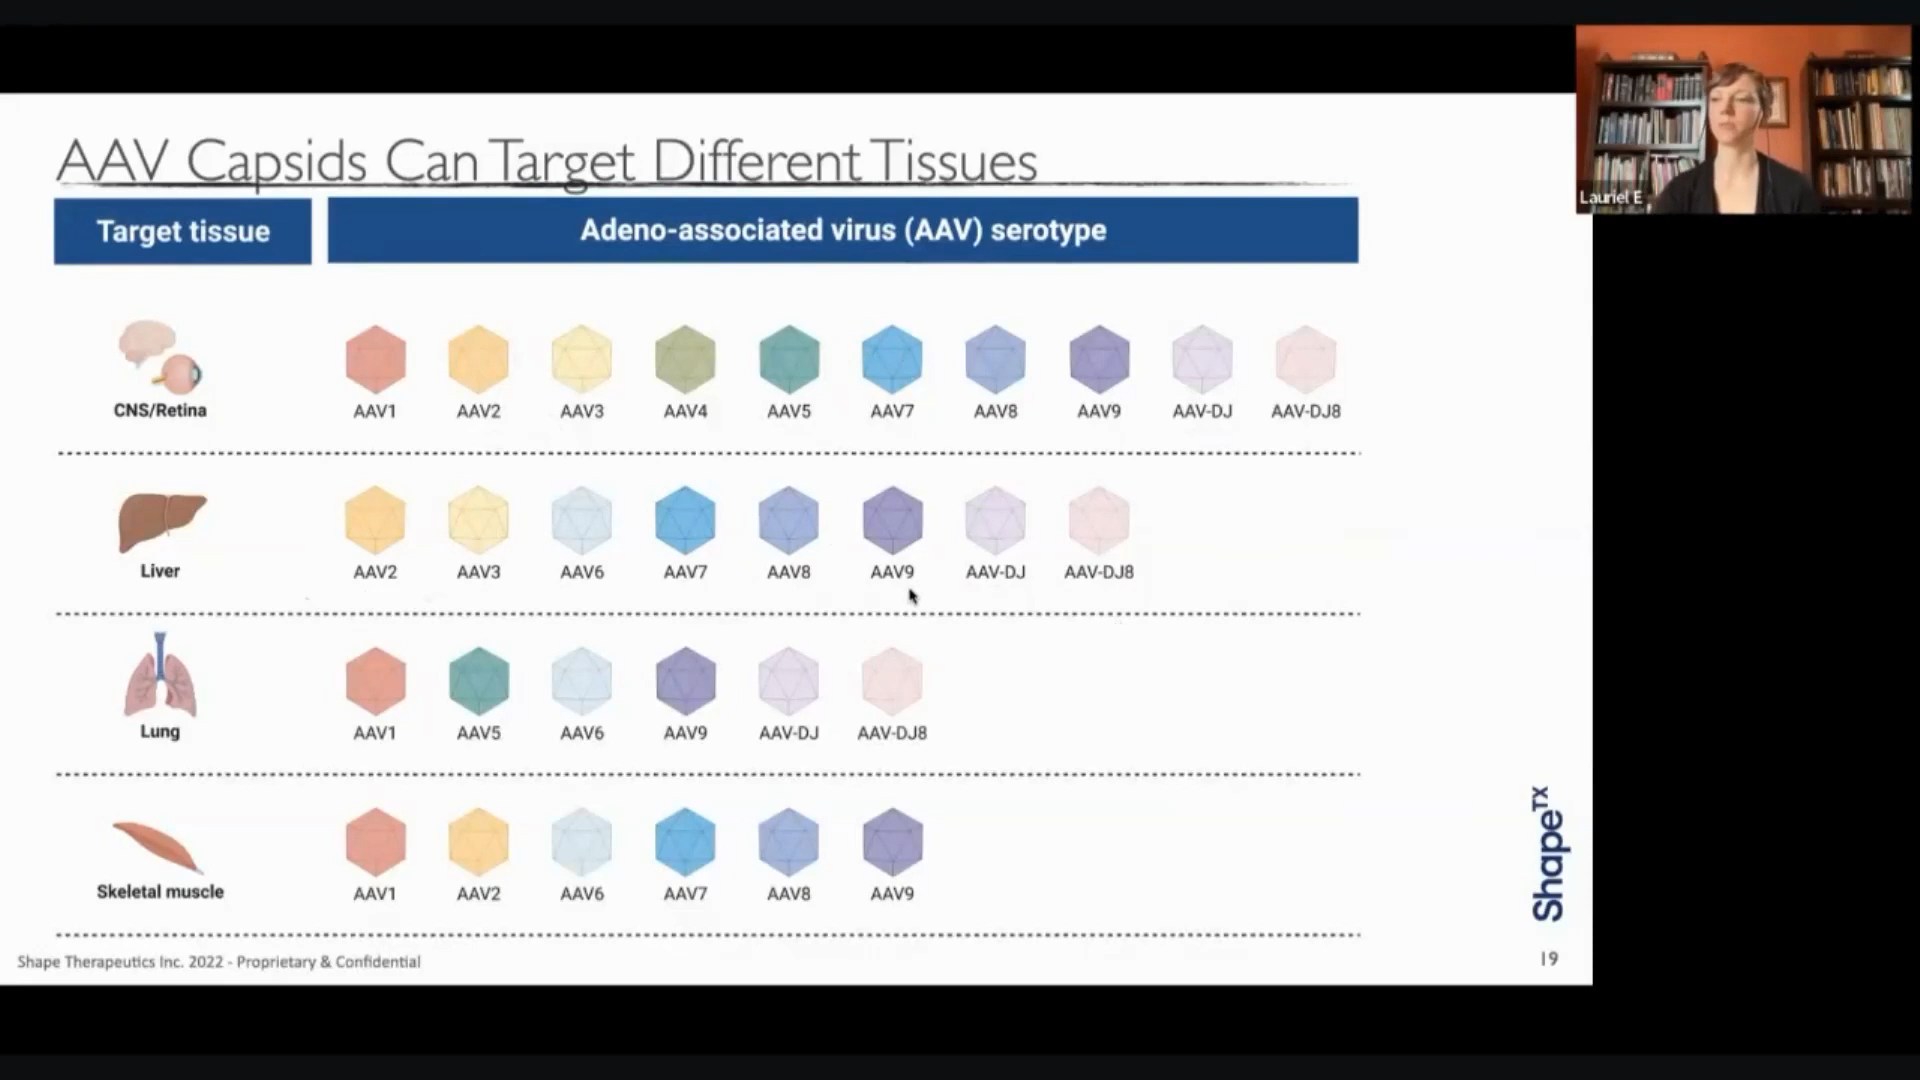 AAV Capsids Can Target Different Tissues
Target tissue
Adeno-associated virus (AAV) serotype
CNS/Retina
AAV1 AAV2 AAV3 AAV4 AAV5 AAV7 AAV8 AAV9 AAV-DJ AAV-DJ8
Liver
AAV2 AAV3 AAV6 AAV7 AAV8 AAV9 AAV-DJ AAV-DJ8
Lung
AAV1 AAV5 AAV6 AAV9 AAV-DJ AAV-DJ8
Skeletal muscle
AAV1 AAV2 AAV6 AAV7 AAV8 AAV9
Shape Therapeutics Inc. 2022 - Proprietary & Confidential
19
ShapeTX
Lauriel E